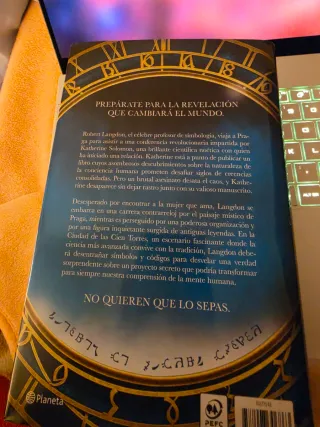 PREPÁRATE PARA LA REVELACIÓN
QUE CAMBIARÁ EL MUNDO.
Robert Langdon, el célebre profesor de simbología, viaja a Pra-
ga para asistir a una conferencia revolucionaria impartida por
Katherine Solomon, una brillante científica noética con quien
ha iniciado una relación. Katherine está a punto de publicar un
libro cuyos asombrosos descubrimientos sobre la naturaleza de
la conciencia humana prometen desafiar siglos de creencias
consolidadas. Pero un brutal asesinato desata el caos, y Kathe-
rine desaparece sin dejar rastro junto con su valioso manuscrito.
Desesperado por encontrar a la mujer que ama, Langdon se
embarca en una carrera contrarreloj por el paisaje místico de
Praga, mientras es perseguido por una poderosa organización y
por una figura inquietante surgida de antiguas leyendas. En la
Ciudad de las Cien Torres, un escenario fascinante donde la
ciencia más avanzada convive con la tradición, Langdon debe-
rá desentrañar símbolos y códigos para desvelar una verdad
sorprendente sobre un proyecto secreto que podría transformar
para siempre nuestra comprensión de la mente humana.
NO QUIEREN QUE LO SEPAS.
Planeta
PEFC